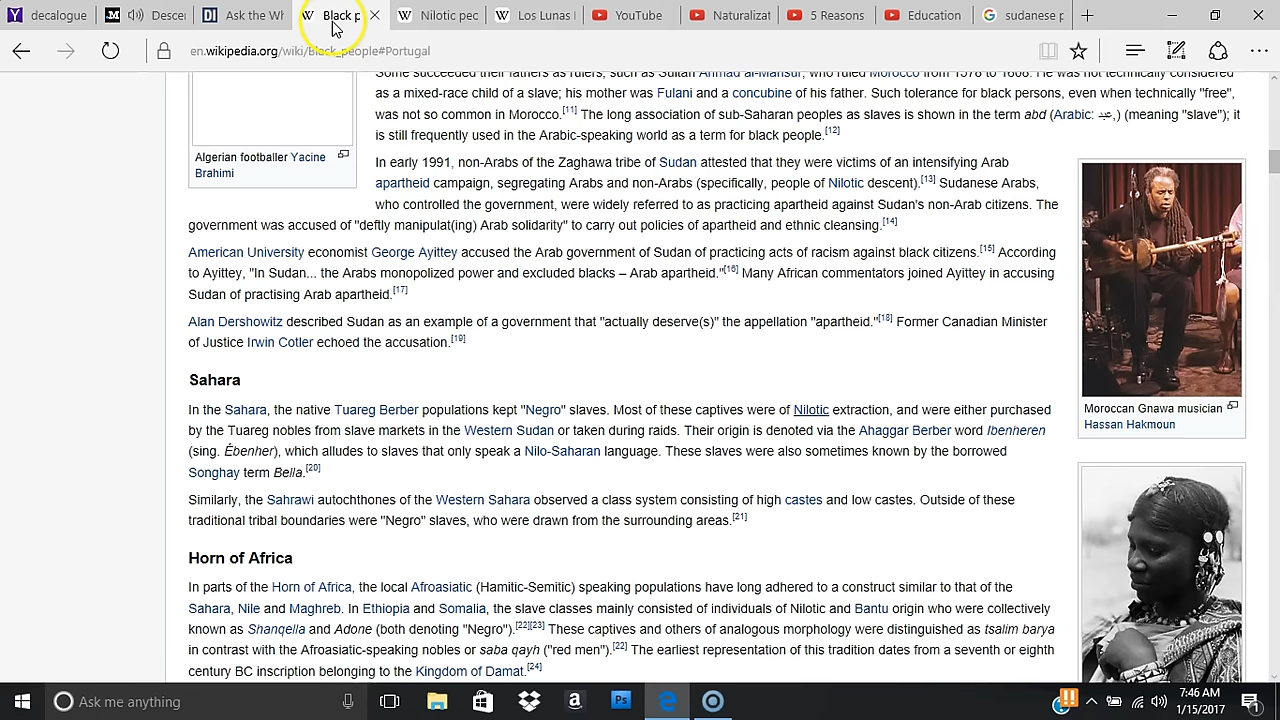 decalogue
Descen
Ask the Wh
Black p
Nilotic pec
Los Lunas
YouTube
Naturalizat
5 Reasons
Education
sudanese p
en.wikipedia.org/wiki/Black_people#Portugal
Some succeeded their fathers as rulers, such as Sultan Ahmad al-Mansur, who ruled Morocco from 1578 to 1608. He was not technically considered
as a mixed-race child of a slave; his mother was Fulani and a concubine of his father. Such tolerance for black persons, even when technically "free",
was not so common in Morocco.[11] The long association of sub-Saharan peoples as slaves is shown in the term abd (Arabic: عبد,) (meaning "slave"); it
is still frequently used in the Arabic-speaking world as a term for black people.[12]
Algerian footballer Yacine
Brahimi
In early 1991, non-Arabs of the Zaghawa tribe of Sudan attested that they were victims of an intensifying Arab
apartheid campaign, segregating Arabs and non-Arabs (specifically, people of Nilotic descent).[13] Sudanese Arabs,
who controlled the government, were widely referred to as practicing apartheid against Sudan's non-Arab citizens. The
government was accused of "deftly manipulat(ing) Arab solidarity" to carry out policies of apartheid and ethnic cleansing.[14]
American University economist George Ayittey accused the Arab government of Sudan of practicing acts of racism against black citizens.[15] According
to Ayittey, "In Sudan... the Arabs monopolized power and excluded blacks – Arab apartheid."[16] Many African commentators joined Ayittey in accusing
Sudan of practising Arab apartheid.[17]
Alan Dershowitz described Sudan as an example of a government that "actually deserve(s)" the appellation "apartheid."[18] Former Canadian Minister
of Justice Irwin Cotler echoed the accusation.[19]
Moroccan Gnawa musician
Hassan Hakmoun
Sahara
In the Sahara, the native Tuareg Berber populations kept "Negro" slaves. Most of these captives were of Nilotic extraction, and were either purchased
by the Tuareg nobles from slave markets in the Western Sudan or taken during raids. Their origin is denoted via the Ahaggar Berber word Ibenheren
(sing. Ébenher), which alludes to slaves that only speak a Nilo-Saharan language. These slaves were also sometimes known by the borrowed
Songhay term Bella.[20]
Similarly, the Sahrawi autochthones of the Western Sahara observed a class system consisting of high castes and low castes. Outside of these
traditional tribal boundaries were "Negro" slaves, who were drawn from the surrounding areas.[21]
Horn of Africa
In parts of the Horn of Africa, the local Afroasiatic (Hamitic-Semitic) speaking populations have long adhered to a construct similar to that of the
Sahara, Nile and Maghreb. In Ethiopia and Somalia, the slave classes mainly consisted of individuals of Nilotic and Bantu origin who were collectively
known as Shanqella and Adone (both denoting "Negro").[22][23] These captives and others of analogous morphology were distinguished as tsalim barya
in contrast with the Afroasiatic-speaking nobles or saba qayh ("red men").[22] The earliest representation of this tradition dates from a seventh or eighth
century BC inscription belonging to the Kingdom of Damat.[24]
Ask me anything
7:46 AM
1/15/2017